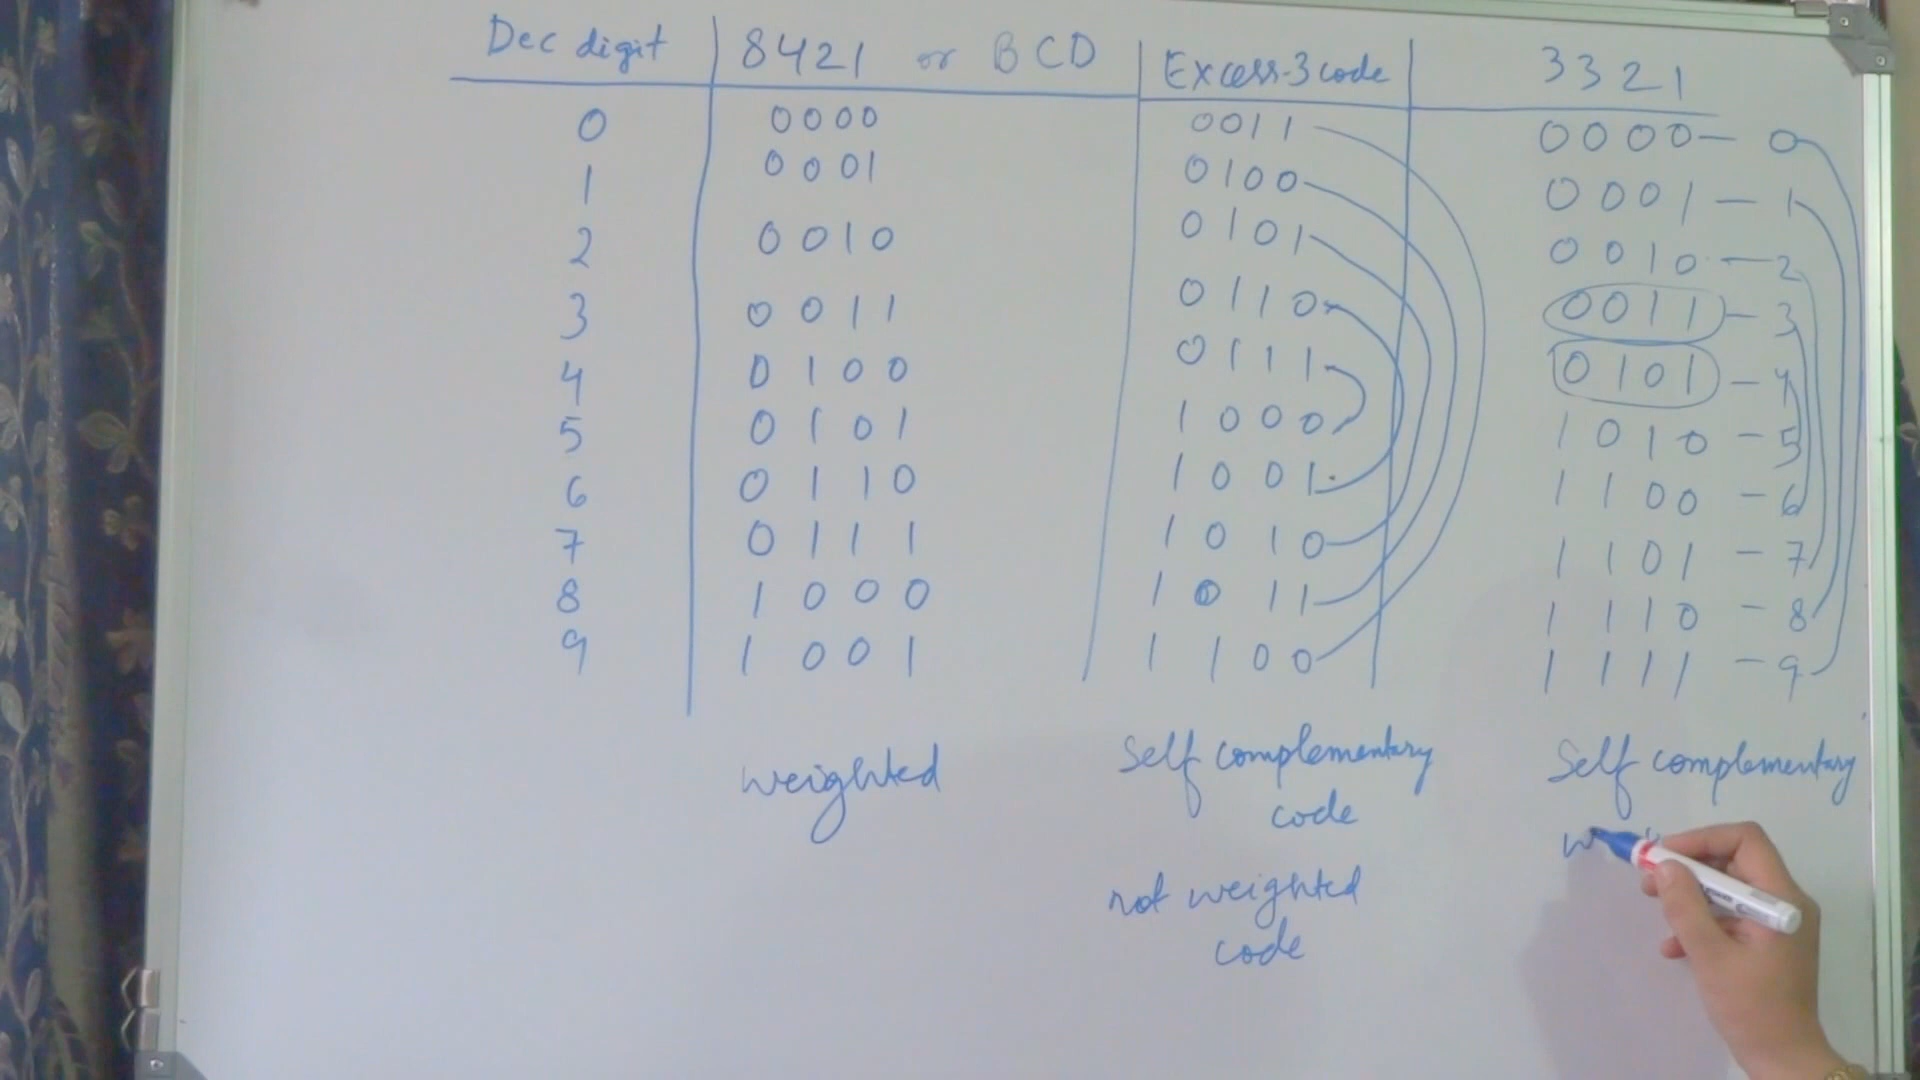 Dec digit 8421 or BCD Excess-3 code 3321
0 0000 0011 0000 — 0
1 0001 0100 0001 — 1
2 0010 0101 0010 — 2
3 0011 0110 0011 — 3
4 0100 0111 0101 — 4
5 0101 1000 1010 — 5
6 0110 1001 1100 — 6
7 0111 1010 1101 — 7
8 1000 1011 1110 — 8
9 1001 1100 1111 — 9
weighted Self complementary Self complementary
code
not weighted
code